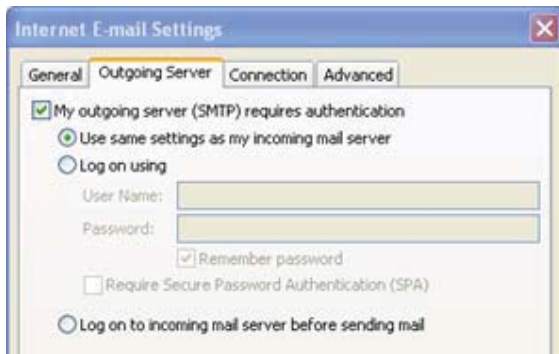 Internet E-mail Settings
General Outgoing Server Connection Advanced
My outgoing server (SMTP) requires authentication
Use same settings as my incoming mail server
Log on using
User Name:
Password:
Remember password
Require Secure Password Authentication (SPA)
Log on to incoming mail server before sending mail